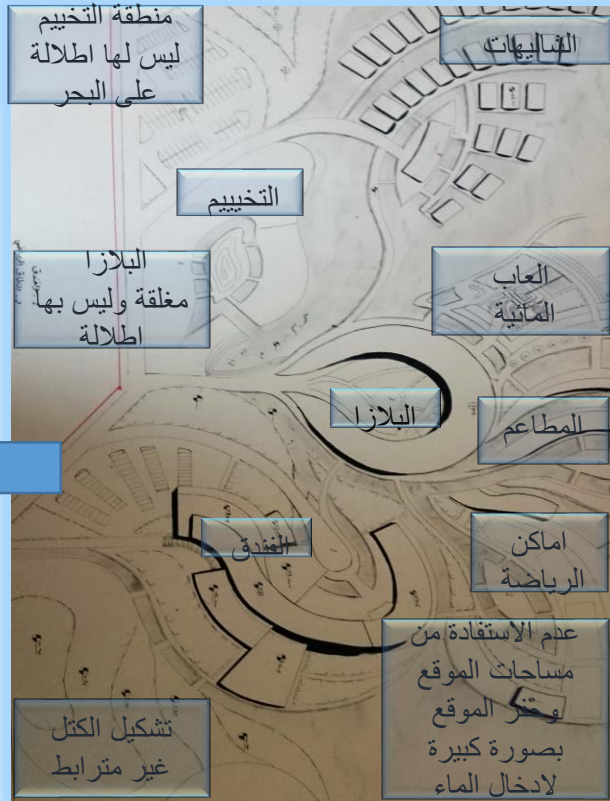 منطقة التخييم
ليس لها اطلالة
على البحر
الشاليهات
التخيييم
البلازا
مغلقة وليس بها
اطلالة
العاب
المائية
البلازا
المطاعم
الفندق
اماكن
الرياضة
عدم الاستفادة من
مساحات الموقع
وحفر الموقع
بصورة كبيرة
لادخال الماء
تشكيل الكتل
غير مترابط